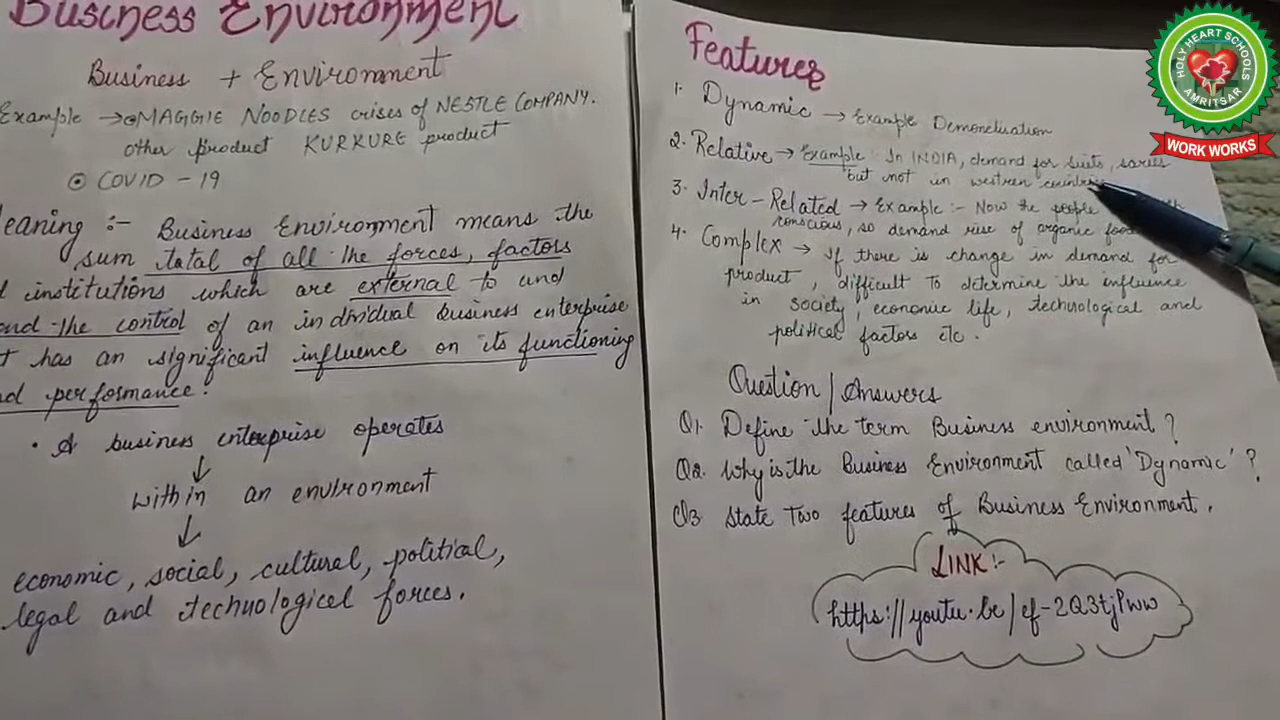 Business Environment
Business + Environment
Example → MAGGIE NOODLES crises of NESTLE COMPANY.
other product KURKURE product
COVID - 19
eaning :- Business Environment means the
sum total of all the forces, factors
d institutions which are external to and
ond the control of an individual business enterprise
t has an significant influence on its functioning
nd performance.
• A business enterprise operates
↓
within an environment
↓
economic, social, cultural, political,
legal and technological forces.
Features
1. Dynamic → Example Demonetisation
2. Relative → Example: In INDIA, demand for suits, sarees
but not in western countries
3. Inter - Related → Example :- Now the people
conscious, so demand rise of organic food
4. Complex → If there is change in demand for
product, difficult to determine the influence
in society, economic life, technological and
political factors etc.
Question / Answers
Q1. Define the term Business environment?
Q2. Why is the Business Environment called 'Dynamic'?
Q3 State Two features of Business Environment.
LINK:-
https://youtu.be/ef-2Q3tjPww
HOLY HEART SCHOOLS
AMRITSAR
WORK WORKS